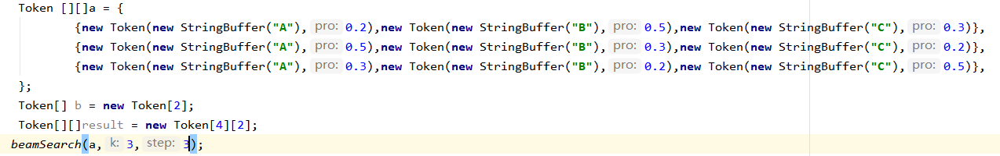 Token [][]a = {
{new Token(new StringBuffer("A"), pro: 0.2),new Token(new StringBuffer("B"), pro: 0.5),new Token(new StringBuffer("C"), pro: 0.3)},
{new Token(new StringBuffer("A"), pro: 0.5),new Token(new StringBuffer("B"), pro: 0.3),new Token(new StringBuffer("C"), pro: 0.2)},
{new Token(new StringBuffer("A"), pro: 0.3),new Token(new StringBuffer("B"), pro: 0.2),new Token(new StringBuffer("C"), pro: 0.5)},
};
Token[] b = new Token[2];
Token[][]result = new Token[4][2];
beamSearch(a, k: 3, step: 3);